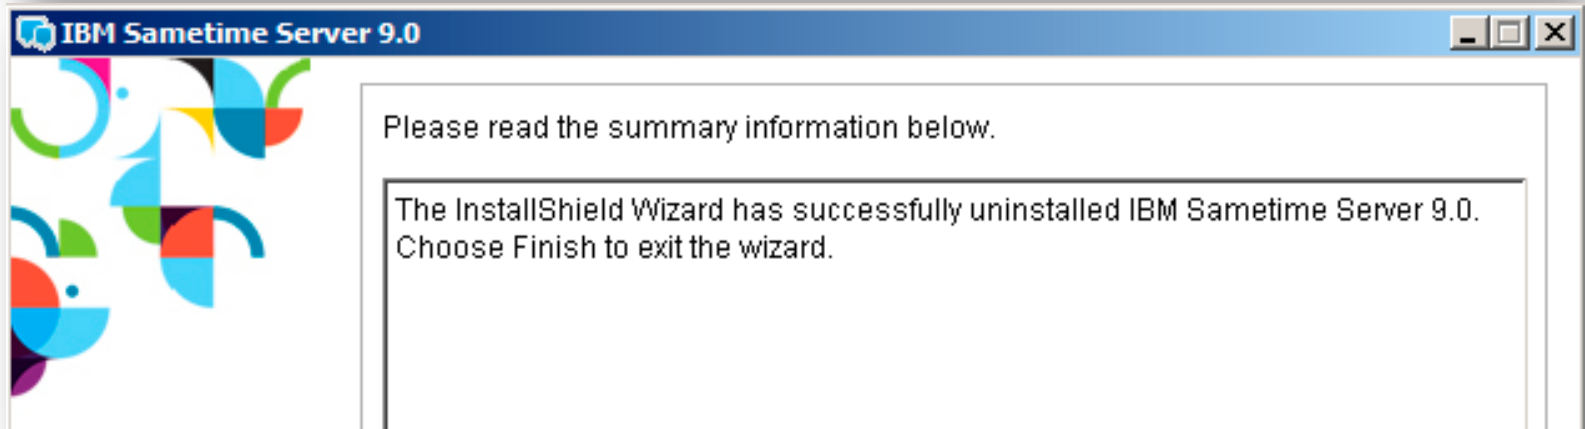 IBM Sametime Server 9.0
Please read the summary information below.
The InstallShield Wizard has successfully uninstalled IBM Sametime Server 9.0.
Choose Finish to exit the wizard.